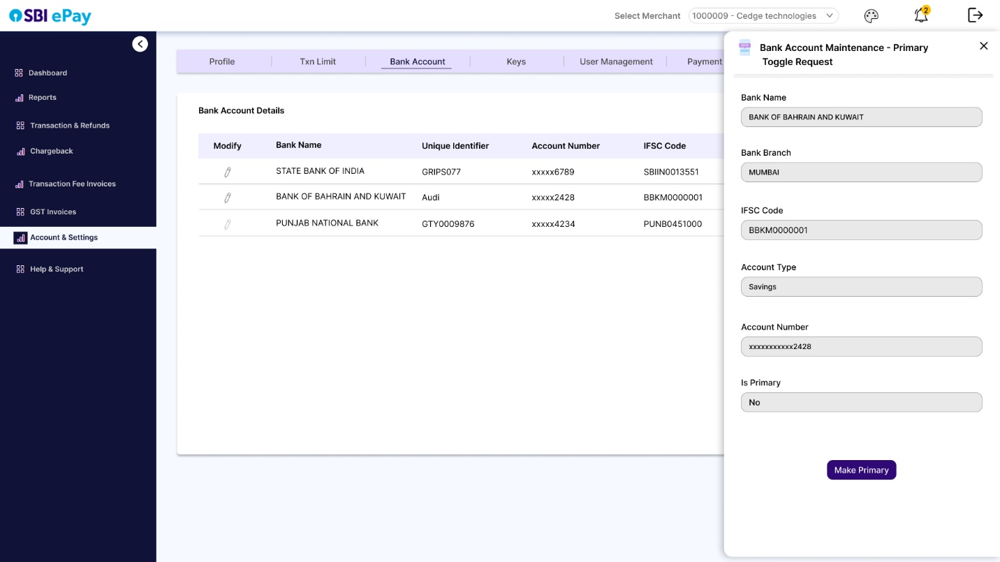 SBI ePay
Select Merchant
1000009 - Cedge technologies
2
Dashboard
Reports
Transaction & Refunds
Chargeback
Transaction Fee Invoices
GST Invoices
Account & Settings
Help & Support
Profile
Txn Limit
Bank Account
Keys
User Management
Payment
Bank Account Details
Modify Bank Name Unique Identifier Account Number IFSC Code
STATE BANK OF INDIA GRIPS077 xxxxx6789 SBIIN0013551
BANK OF BAHRAIN AND KUWAIT Audi xxxxx2428 BBKM0000001
PUNJAB NATIONAL BANK GTY0009876 xxxxx4234 PUNB0451000
Bank Account Maintenance - Primary
Toggle Request
Bank Name
BANK OF BAHRAIN AND KUWAIT
Bank Branch
MUMBAI
IFSC Code
BBKM0000001
Account Type
Savings
Account Number
xxxxxxxxxxx2428
Is Primary
No
Make Primary